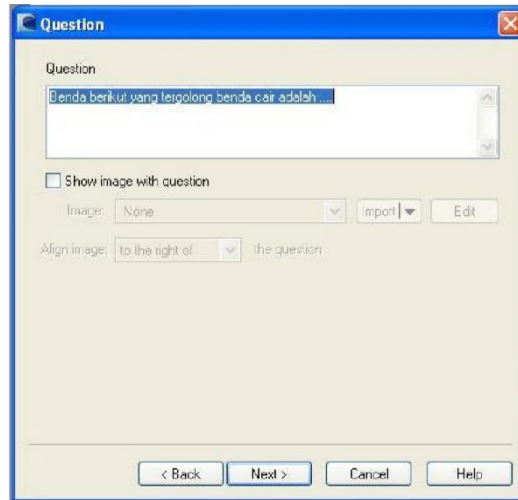 Question
Question
Benda berikut yang tergolong benda cair adalah ....
Show image with question
Image: None Import Edit
Align image: to the right of the question
< Back Next > Cancel Help